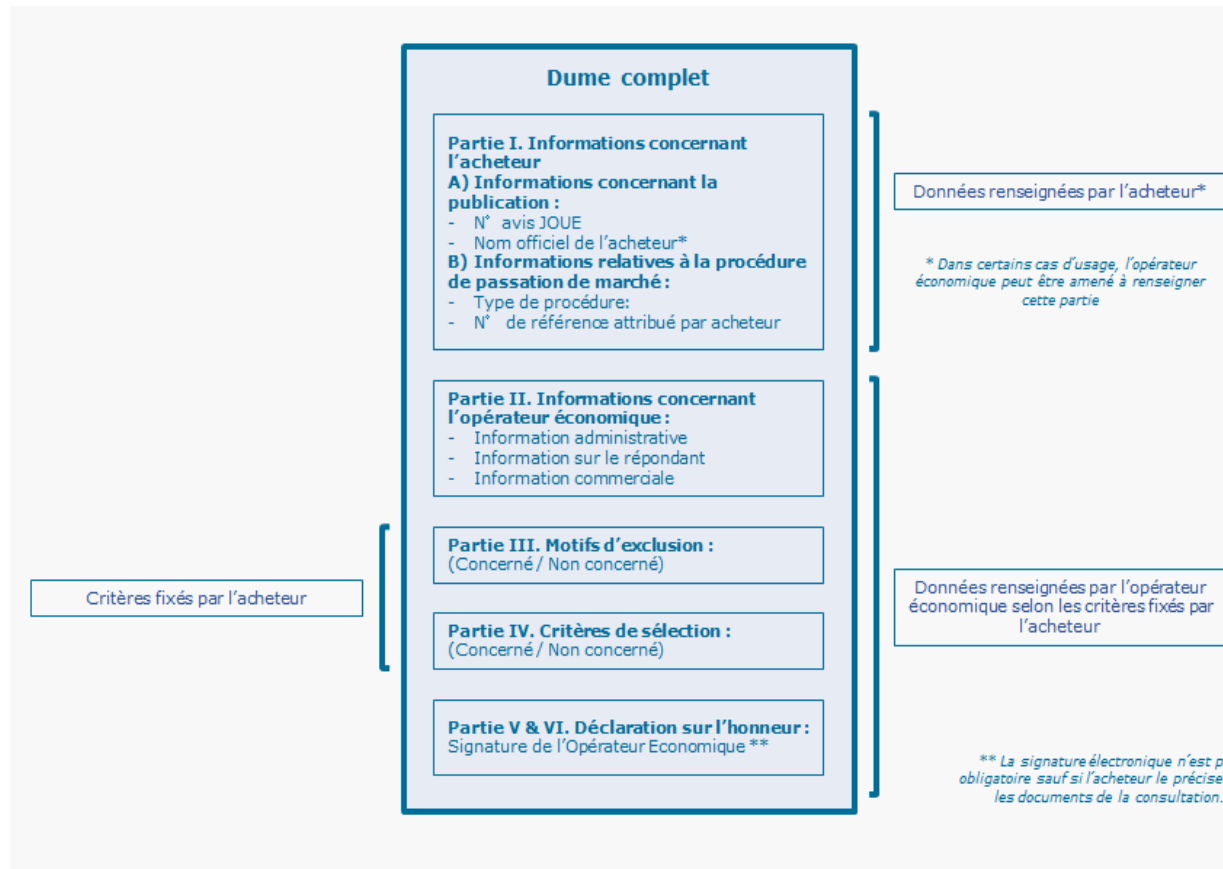 Dume complet
Partie I. Informations concernant
l'acheteur
A) Informations concernant la
publication :
- N° avis JOUE
- Nom officiel de l'acheteur*
B) Informations relatives à la procédure
de passation de marché :
- Type de procédure:
- N° de référence attribué par acheteur
Données renseignées par l'acheteur*
* Dans certains cas d'usage, l'opérateur
économique peut être amené à renseigner
cette partie
Partie II. Informations concernant
l'opérateur économique :
- Information administrative
- Information sur le répondant
- Information commerciale
Partie III. Motifs d'exclusion :
(Concerné / Non concerné)
Critères fixés par l'acheteur
Données renseignées par l'opérateur
économique selon les critères fixés par
l'acheteur
Partie IV. Critères de sélection :
(Concerné / Non concerné)
Partie V & VI. Déclaration sur l'honneur :
Signature de l'Opérateur Economique **
** La signature électronique n'est p
obligatoire sauf si l'acheteur le précise
les documents de la consultation.